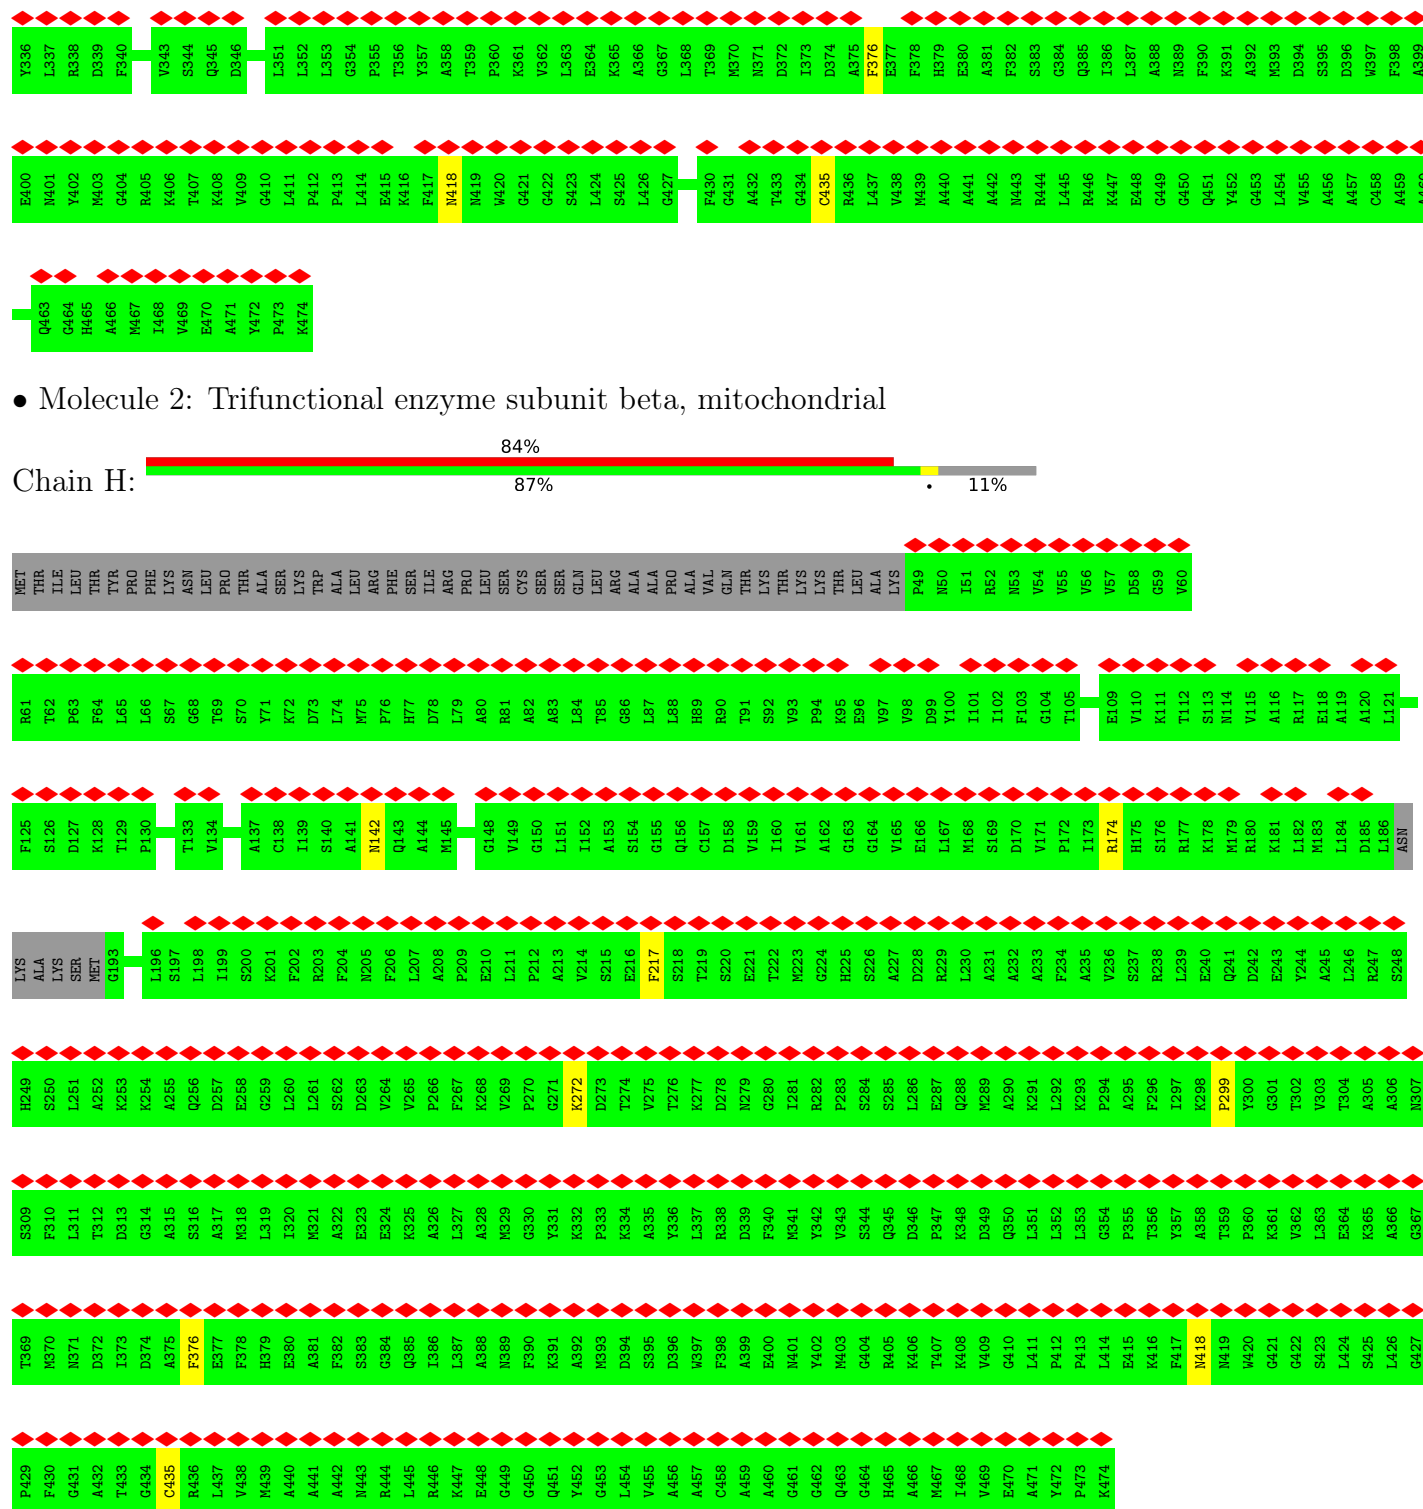 Y336 L337 R338 D339 F340 V343 S344 Q345 D346 L351 L352 L353 G354 P355 T356 Y357 A358 T359 P360 K361 V362 L363 E364 K365 A366 G367 L368 T369 M370 N371 D372 I373 D374 A375 F376 E377 F378 H379 E380 A381 F382 S383 G384 Q385 I386 L387 A388 N389 F390 K391 A392 M393 D394 S395 D396 W397 F398 A399
E400 N401 Y402 M403 G404 R405 K406 T407 K408 V409 G410 L411 P412 P413 L414 E415 K416 F417 N418 N419 W420 G421 G422 S423 L424 S425 L426 G427 F430 G431 A432 T433 G434 C435 R436 L437 V438 M439 A440 A441 A442 N443 R444 L445 R446 K447 E448 G449 G450 Q451 Y452 G453 L454 V455 A456 A457 C458 A459 A460
Q463 G464 H465 A466 M467 I468 V469 E470 A471 Y472 P473 K474
• Molecule 2: Trifunctional enzyme subunit beta, mitochondrial
84%
Chain H:
87% • 11%
MET THR ILE LEU THR TYR PRO PHE LYS ASN LEU PRO THR ALA SER LYS TRP ALA LEU ARG PHE SER ILE ARG PRO LEU SER CYS SER SER GLN LEU ARG ALA ALA PRO ALA VAL GLN THR LYS THR LYS LYS THR LEU ALA LYS P49 N50 I51 R52 N53 V54 V55 V56 V57 D58 G59 V60
R61 T62 P63 F64 L65 L66 S67 G68 T69 S70 Y71 K72 D73 L74 M75 P76 H77 D78 L79 A80 R81 A82 A83 L84 T85 G86 L87 L88 H89 R90 T91 S92 V93 P94 K95 E96 V97 V98 D99 Y100 I101 I102 F103 G104 T105 E109 V110 K111 T112 S113 N114 V115 A116 R117 E118 A119 A120 L121
F125 S126 D127 K128 T129 P130 T133 V134 A137 C138 I139 S140 A141 N142 Q143 A144 M145 G148 V149 G150 L151 I152 A153 S154 G155 Q156 C157 D158 V159 I160 V161 A162 G163 G164 V165 E166 L167 M168 S169 D170 V171 P172 I173 R174 H175 S176 R177 K178 M179 R180 K181 L182 M183 L184 D185 L186 ASN
LYS ALA LYS SER MET G193 L196 S197 L198 I199 S200 K201 F202 R203 F204 N205 F206 L207 A208 P209 E210 L211 P212 A213 V214 S215 E216 F217 S218 T219 S220 E221 T222 M223 G224 H225 S226 A227 D228 R229 L230 A231 A232 A233 F234 A235 V236 S237 R238 L239 E240 Q241 D242 E243 Y244 A245 L246 R247 S248
H249 S250 L251 A252 K253 K254 A255 Q256 D257 E258 G259 L260 L261 S262 D263 V264 V265 P266 F267 K268 V269 P270 G271 K272 D273 T274 V275 T276 K277 D278 N279 G280 I281 R282 P283 S284 S285 L286 E287 Q288 M289 A290 K291 L292 K293 P294 A295 F296 I297 K298 P299 Y300 G301 T302 V303 T304 A305 A306 N307
S309 F310 L311 T312 D313 G314 A315 S316 A317 M318 L319 I320 M321 A322 E323 E324 K325 A326 L327 A328 M329 G330 Y331 K332 P333 K334 A335 Y336 L337 R338 D339 F340 M341 Y342 V343 S344 Q345 D346 P347 K348 D349 Q350 L351 L352 L353 G354 P355 T356 Y357 A358 T359 P360 K361 V362 L363 E364 K365 A366 G367
T369 M370 N371 D372 I373 D374 A375 F376 E377 F378 H379 E380 A381 F382 S383 G384 Q385 I386 L387 A388 N389 F390 K391 A392 M393 D394 S395 D396 W397 F398 A399 E400 N401 Y402 M403 G404 R405 K406 T407 K408 V409 G410 L411 P412 P413 L414 E415 K416 F417 N418 N419 W420 G421 G422 S423 L424 S425 L426 G427
P429 F430 G431 A432 T433 G434 C435 R436 L437 V438 M439 A440 A441 A442 N443 R444 L445 R446 K447 E448 G449 G450 Q451 Y452 G453 L454 V455 A456 A457 C458 A459 A460 G461 G462 Q463 G464 H465 A466 M467 I468 V469 E470 A471 Y472 P473 K474